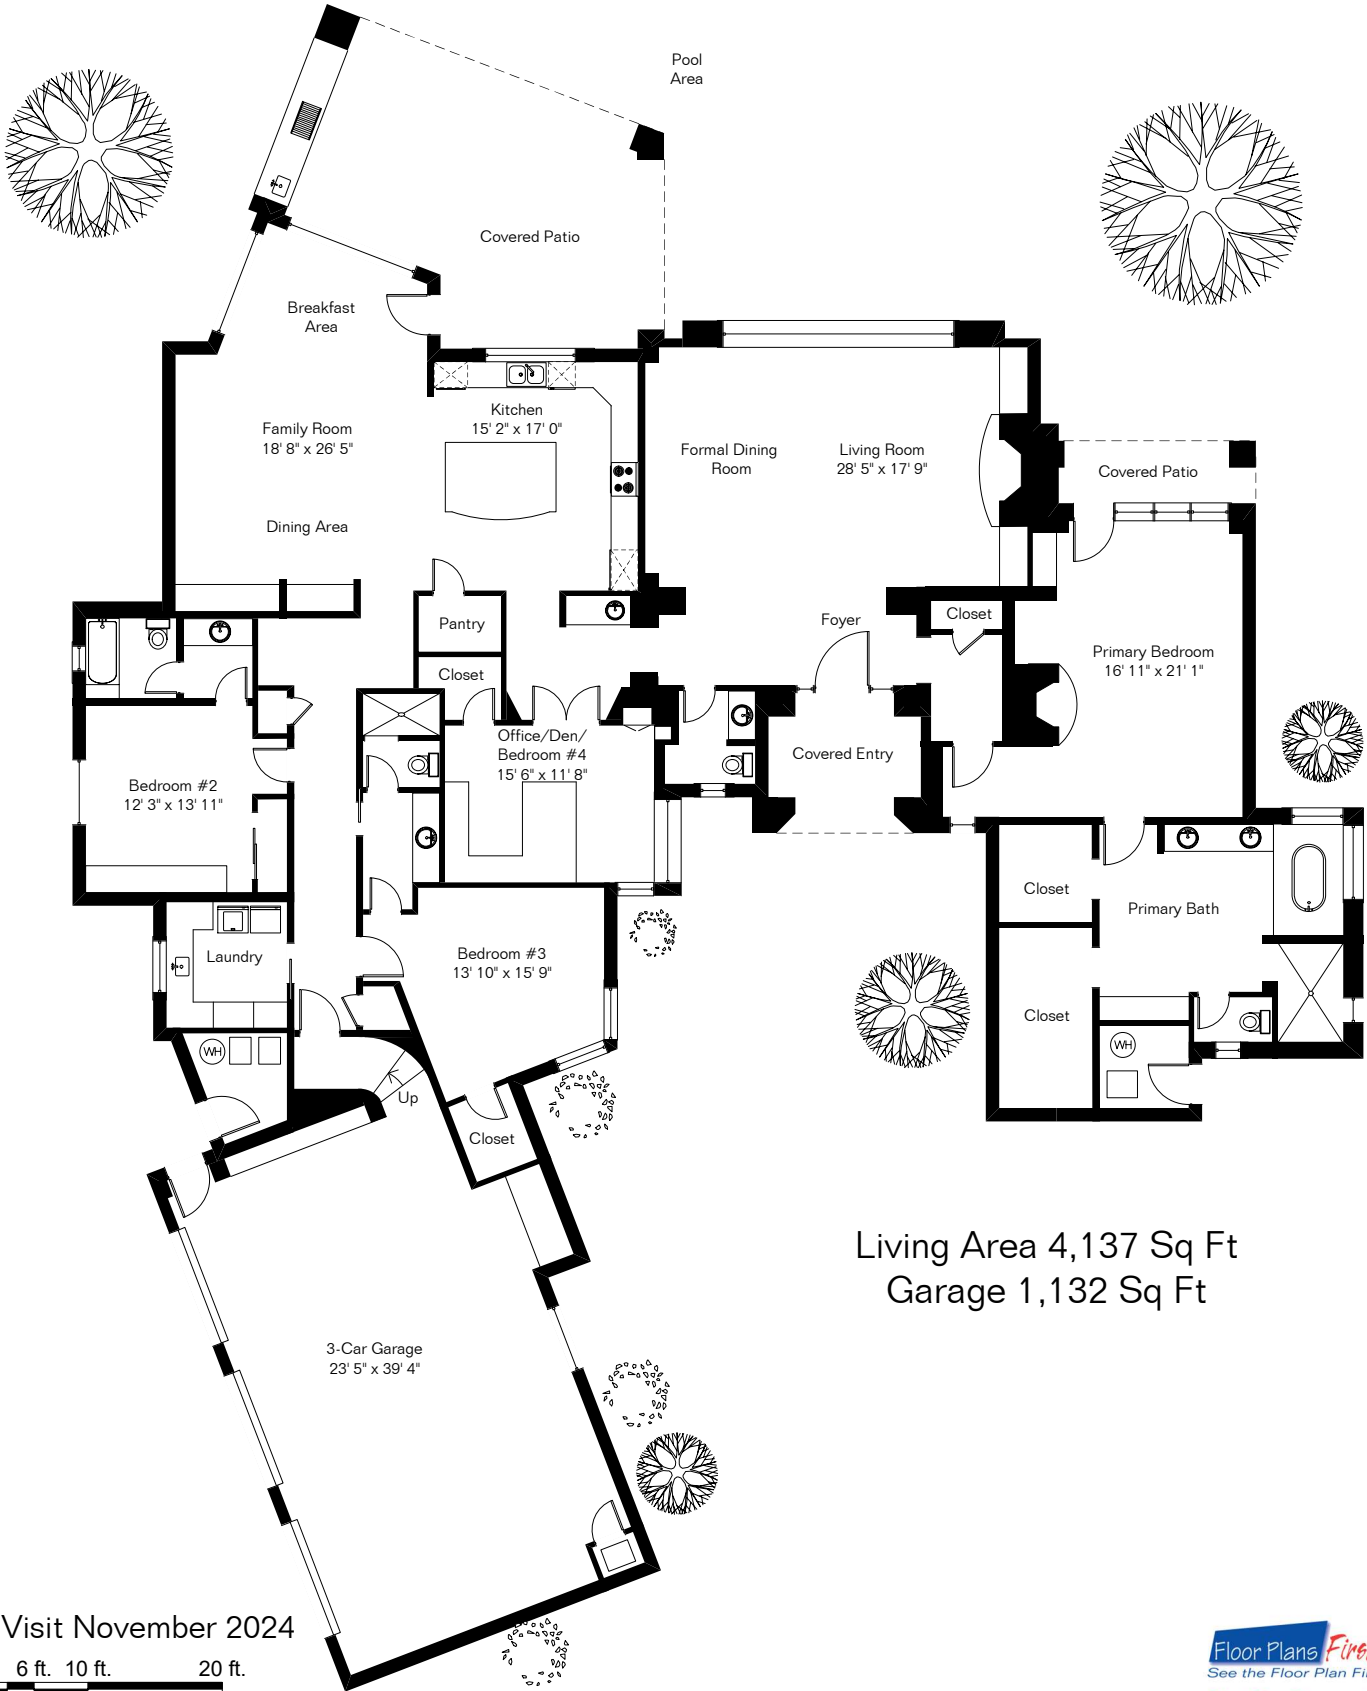 Pool
Area
Covered Patio
Breakfast
Area
Kitchen
15' 2" x 17' 0"
Family Room
18' 8" x 26' 5"
Formal Dining
Room
Living Room
28' 5" x 17' 9"
Covered Patio
Dining Area
Pantry
Closet
Foyer
Closet
Primary Bedroom
16' 11" x 21' 1"
Office/Den/
Bedroom #4
15' 6" x 11' 8"
Covered Entry
Bedroom #2
12' 3" x 13' 11"
Closet
Primary Bath
Laundry
Bedroom #3
13' 10" x 15' 9"
Closet
WH
WH
Up
Closet
Living Area 4,137 Sq Ft
Garage 1,132 Sq Ft
3-Car Garage
23' 5" x 39' 4"
Visit November 2024
6 ft. 10 ft. 20 ft.
Floor Plans
See the Floor Plan